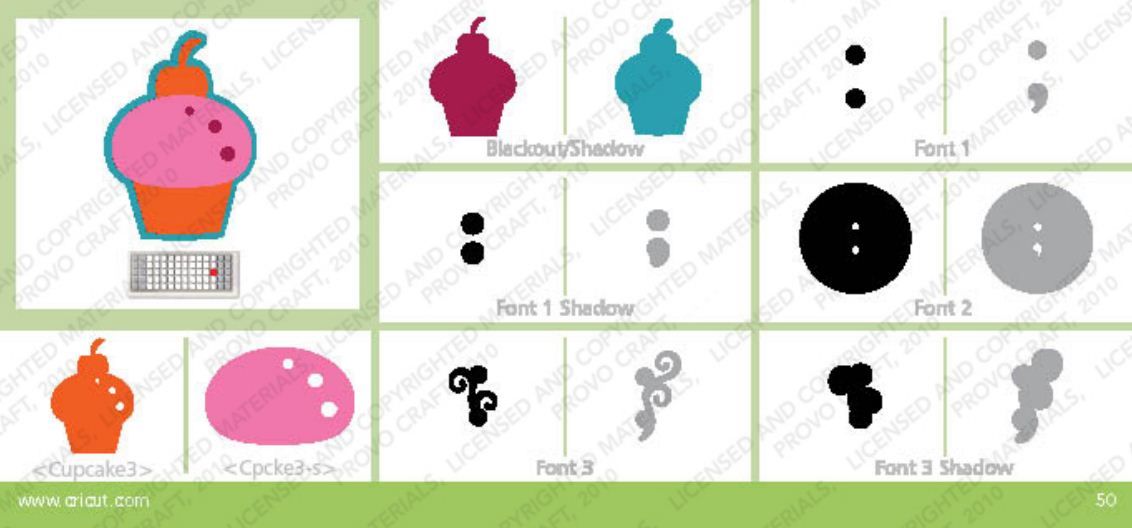 Blackout/Shadow
Font 1
Font 1 Shadow
Font 2
<Cupcake3>
<Cpcke3-s>
Font 3
Font 3 Shadow
www.cricut.com
50
LICENSED AND COPYRIGHTED MATERIALS,
PROVO CRAFT, 2010